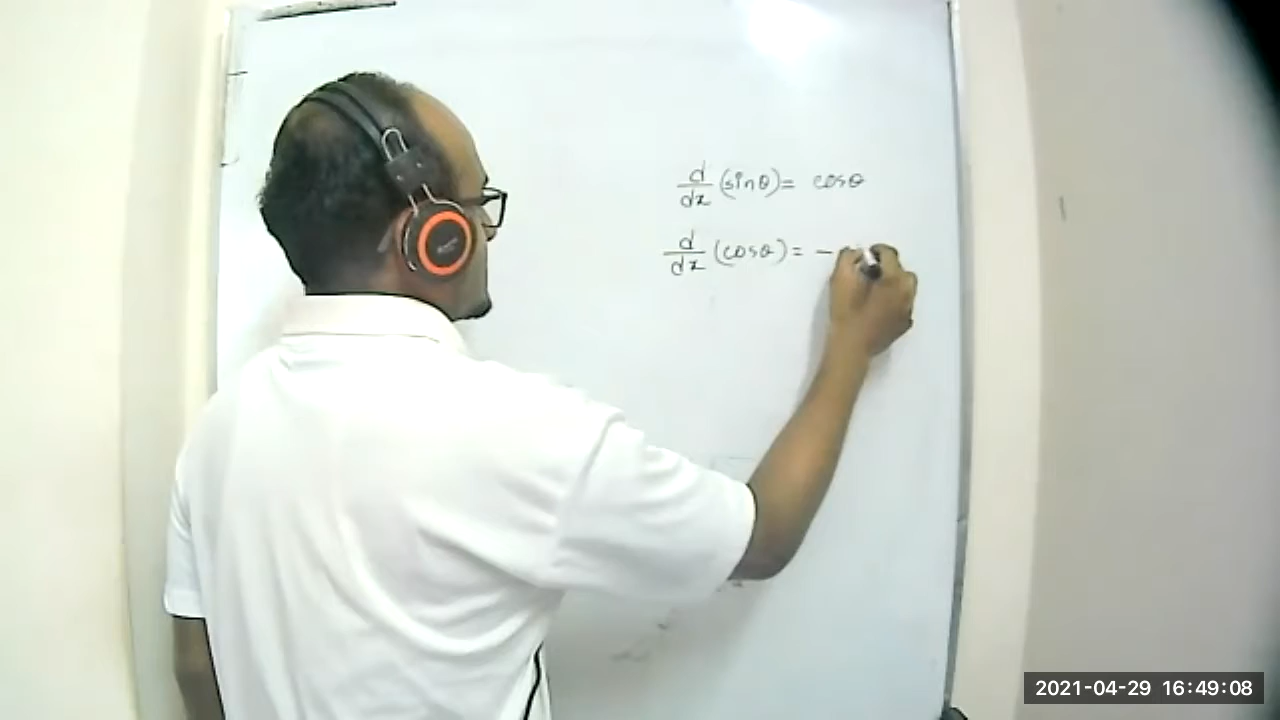 d/dx (sinθ) = cosθ
d/dx (cosθ) = -
2021-04-29 16:49:08